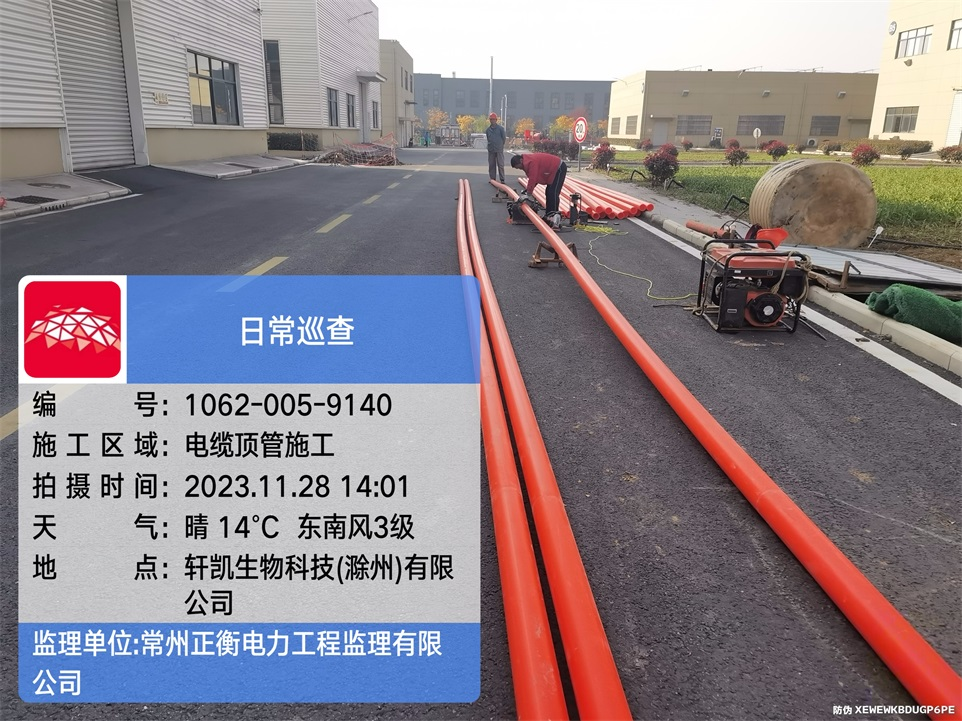 20
日常巡查
编号：1062-005-9140
施工区域：电缆顶管施工
拍摄时间：2023.11.28 14:01
天气：晴 14℃ 东南风3级
地点：轩凯生物科技(滁州)有限
公司
监理单位:常州正衡电力工程监理有限
公司
防伪 XEWEWKBDUGP6PE